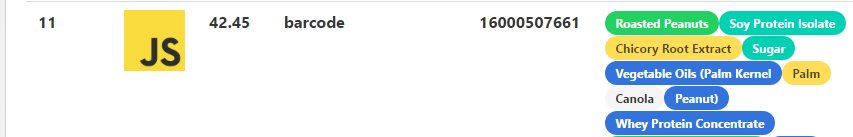 11 JS 42.45 barcode 16000507661 Roasted Peanuts Soy Protein Isolate
Chicory Root Extract Sugar
Vegetable Oils (Palm Kernel Palm
Canola Peanut)
Whey Protein Concentrate